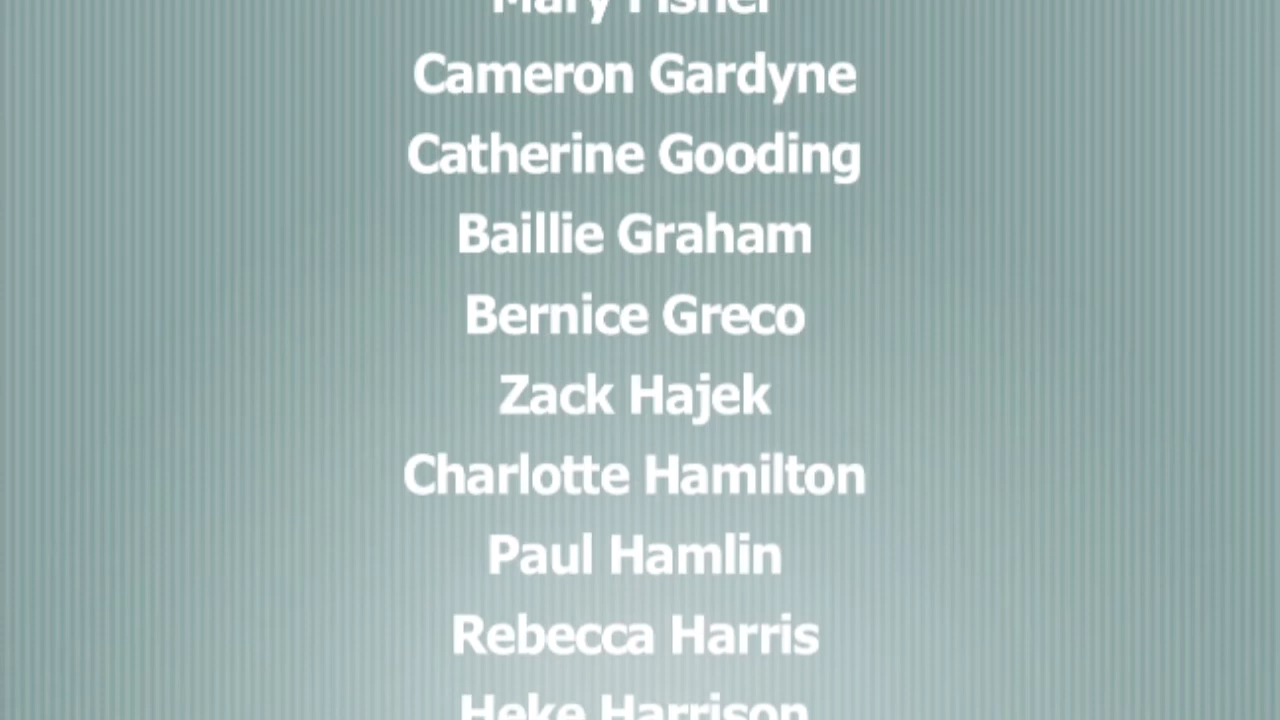 Mary Fisher
Cameron Gardyne
Catherine Gooding
Baillie Graham
Bernice Greco
Zack Hajek
Charlotte Hamilton
Paul Hamlin
Rebecca Harris
Heke Harrison